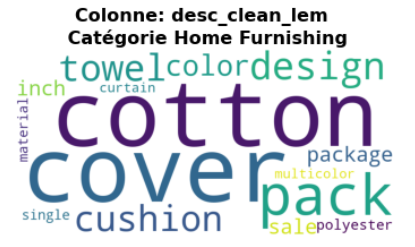 Colonne: desc_clean_lem
Catégorie Home Furnishing
towel color design
inch curtain
material cotton
cover package
multicolor
pack
single cushion sale polyester